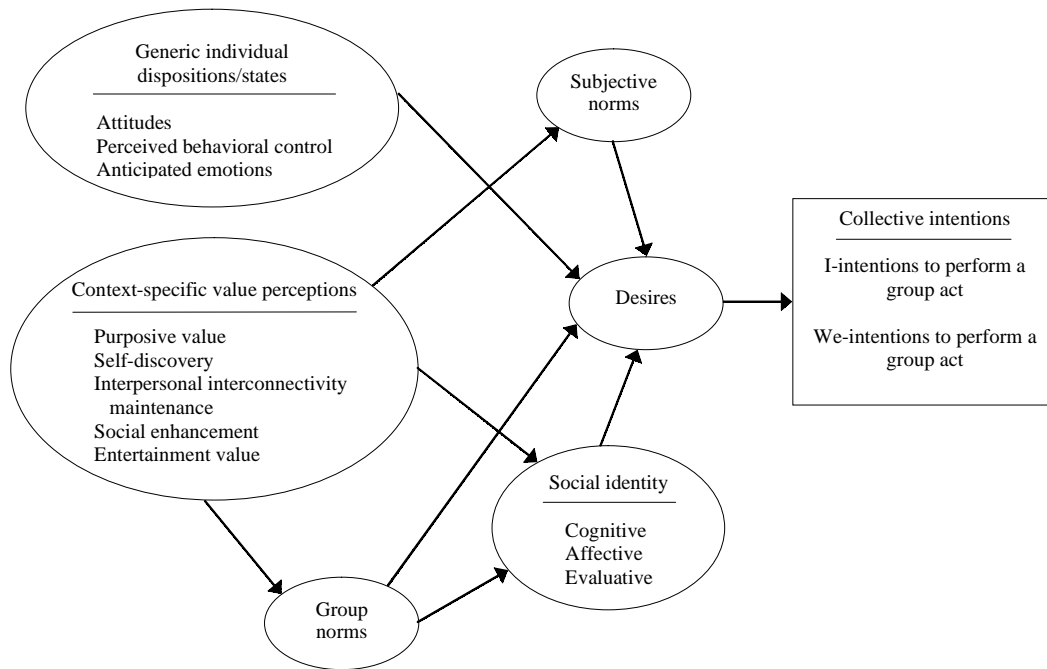 Generic individual
dispositions/states
Attitudes
Perceived behavioral control
Anticipated emotions
Subjective
norms
Collective intentions
I-intentions to perform a
group act
We-intentions to perform a
group act
Desires
Context-specific value perceptions
Purposive value
Self-discovery
Interpersonal interconnectivity
maintenance
Social enhancement
Entertainment value
Social identity
Cognitive
Affective
Evaluative
Group
norms